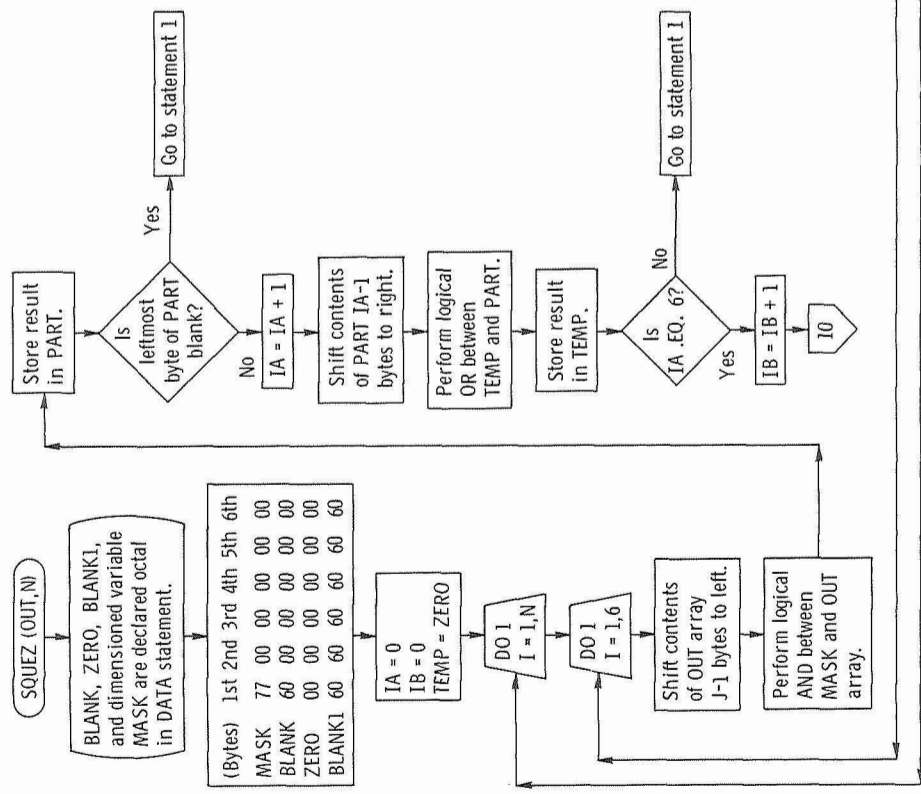 SQUEZ (OUT,N)
BLANK, ZERO, BLANK1,
and dimensioned variable
MASK are declared octal
in DATA statement.
(Bytes) 1st 2nd 3rd 4th 5th 6th
MASK 77 00 00 00 00 00
BLANK 60 00 00 00 00 00
ZERO 00 00 00 00 00 00
BLANK1 60 60 60 60 60 60
IA = 0
IB = 0
TEMP = ZERO
DO 1
I = 1,N
DO 1
I = 1,6
Shift contents
of OUT array
J-1 bytes to left.
Perform logical
AND between
MASK and OUT
array.
Store result
in PART.
Is
leftmost
byte of PART
blank?
Yes
Go to statement 1
No
IA = IA + 1
Shift contents
of PART IA-1
bytes to right.
Perform logical
OR between
TEMP and PART.
Store result
in TEMP.
Is
IA .EQ. 6?
No
Go to statement 1
Yes
IB = IB + 1
10